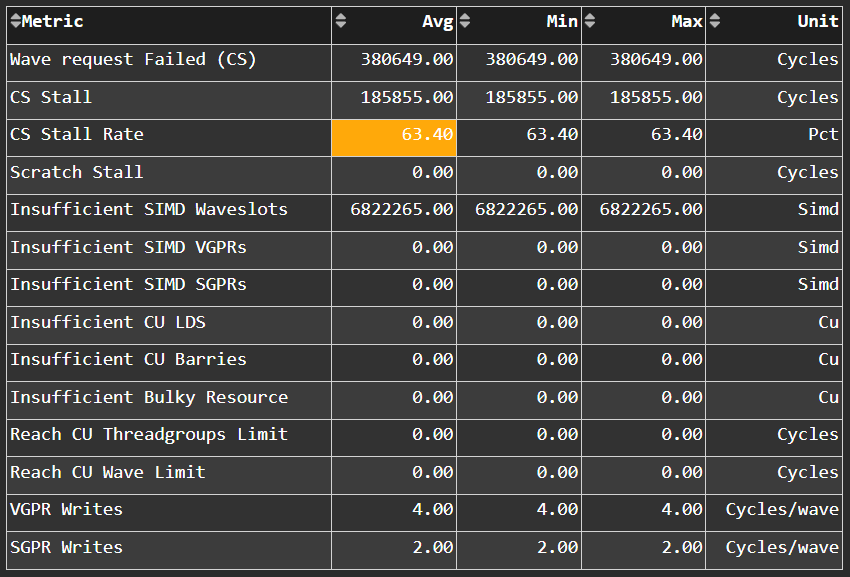 Metric Avg Min Max Unit
Wave request Failed (CS) 380649.00 380649.00 380649.00 Cycles
CS Stall 185855.00 185855.00 185855.00 Cycles
CS Stall Rate 63.40 63.40 63.40 Pct
Scratch Stall 0.00 0.00 0.00 Cycles
Insufficient SIMD Waveslots 6822265.00 6822265.00 6822265.00 Simd
Insufficient SIMD VGPRs 0.00 0.00 0.00 Simd
Insufficient SIMD SGPRs 0.00 0.00 0.00 Simd
Insufficient CU LDS 0.00 0.00 0.00 Cu
Insufficient CU Barries 0.00 0.00 0.00 Cu
Insufficient Bulky Resource 0.00 0.00 0.00 Cu
Reach CU Threadgroups Limit 0.00 0.00 0.00 Cycles
Reach CU Wave Limit 0.00 0.00 0.00 Cycles
VGPR Writes 4.00 4.00 4.00 Cycles/wave
SGPR Writes 2.00 2.00 2.00 Cycles/wave